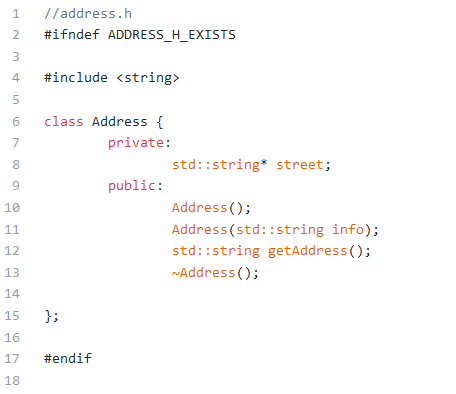 1 //address.h
2 #ifndef ADDRESS_H_EXISTS
3
4 #include <string>
5
6 class Address {
7 private:
8 std::string* street;
9 public:
10 Address();
11 Address(std::string info);
12 std::string getAddress();
13 ~Address();
14
15 };
16
17 #endif
18